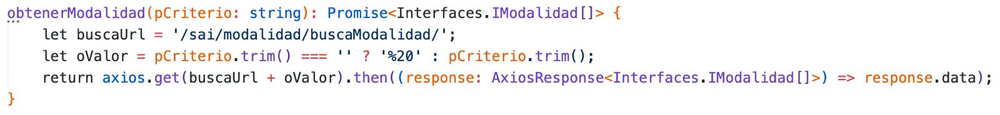 obtenerModalidad(pCriterio: string): Promise<Interfaces.IModalidad[]> {
    let buscaUrl = '/sai/modalidad/buscaModalidad/';
    let oValor = pCriterio.trim() === '' ? '%20' : pCriterio.trim();
    return axios.get(buscaUrl + oValor).then((response: AxiosResponse<Interfaces.IModalidad[]>) => response.data);
}